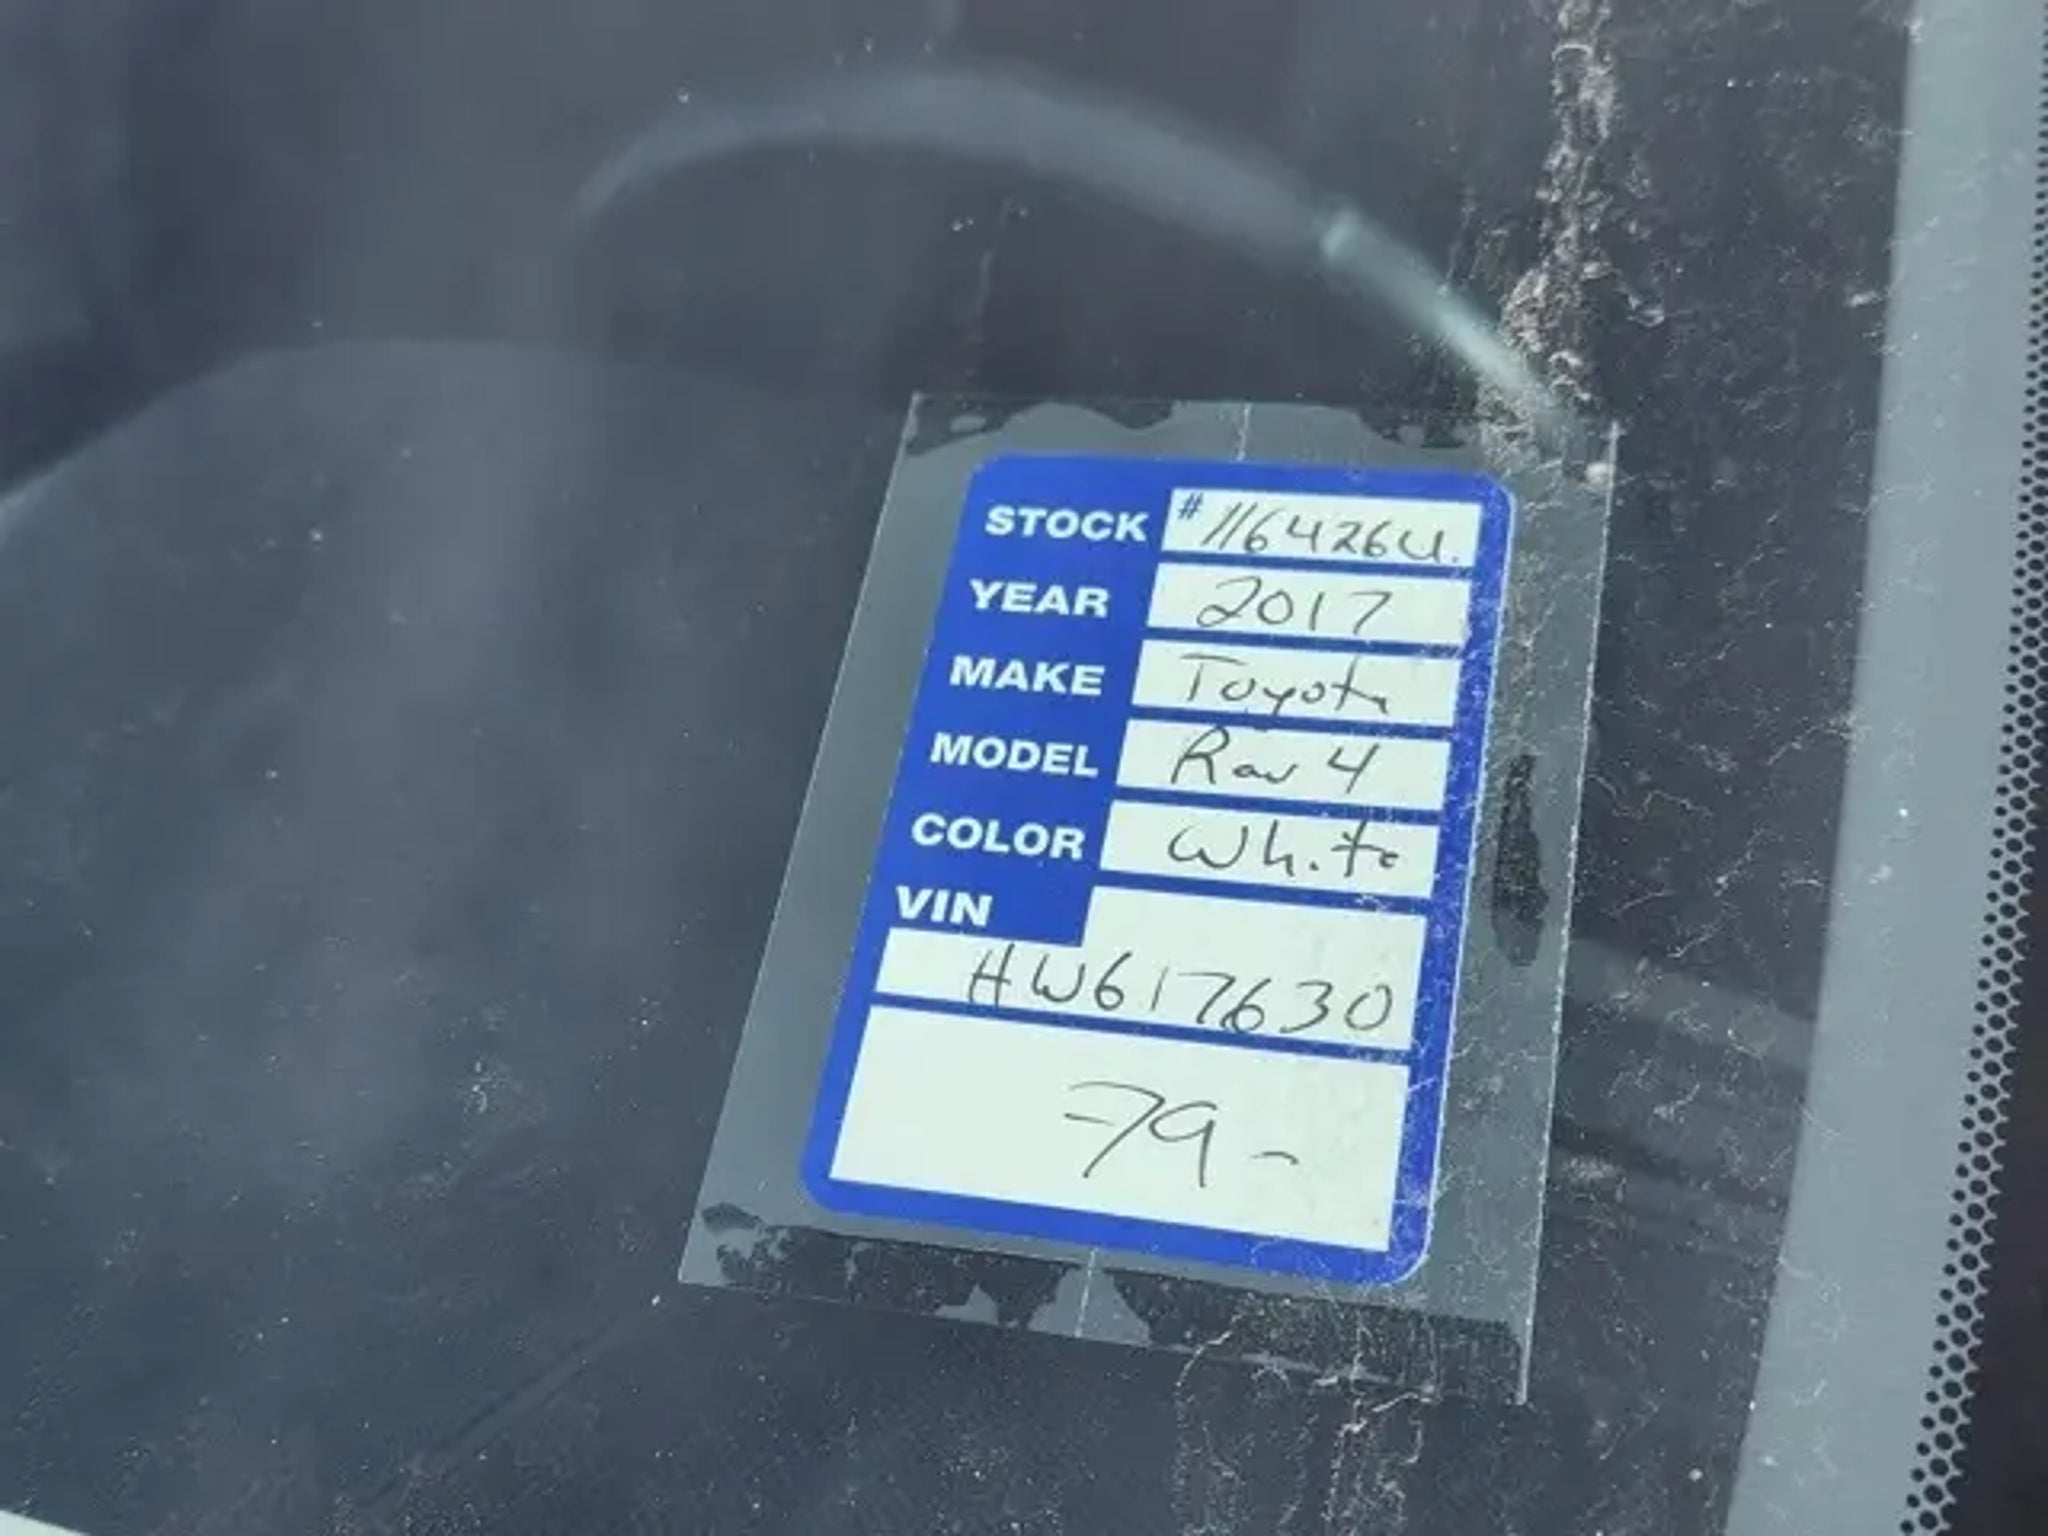 STOCK # 116426U.
YEAR 2017
MAKE Toyota
MODEL Rav 4
COLOR White
VIN
HW617630
79-